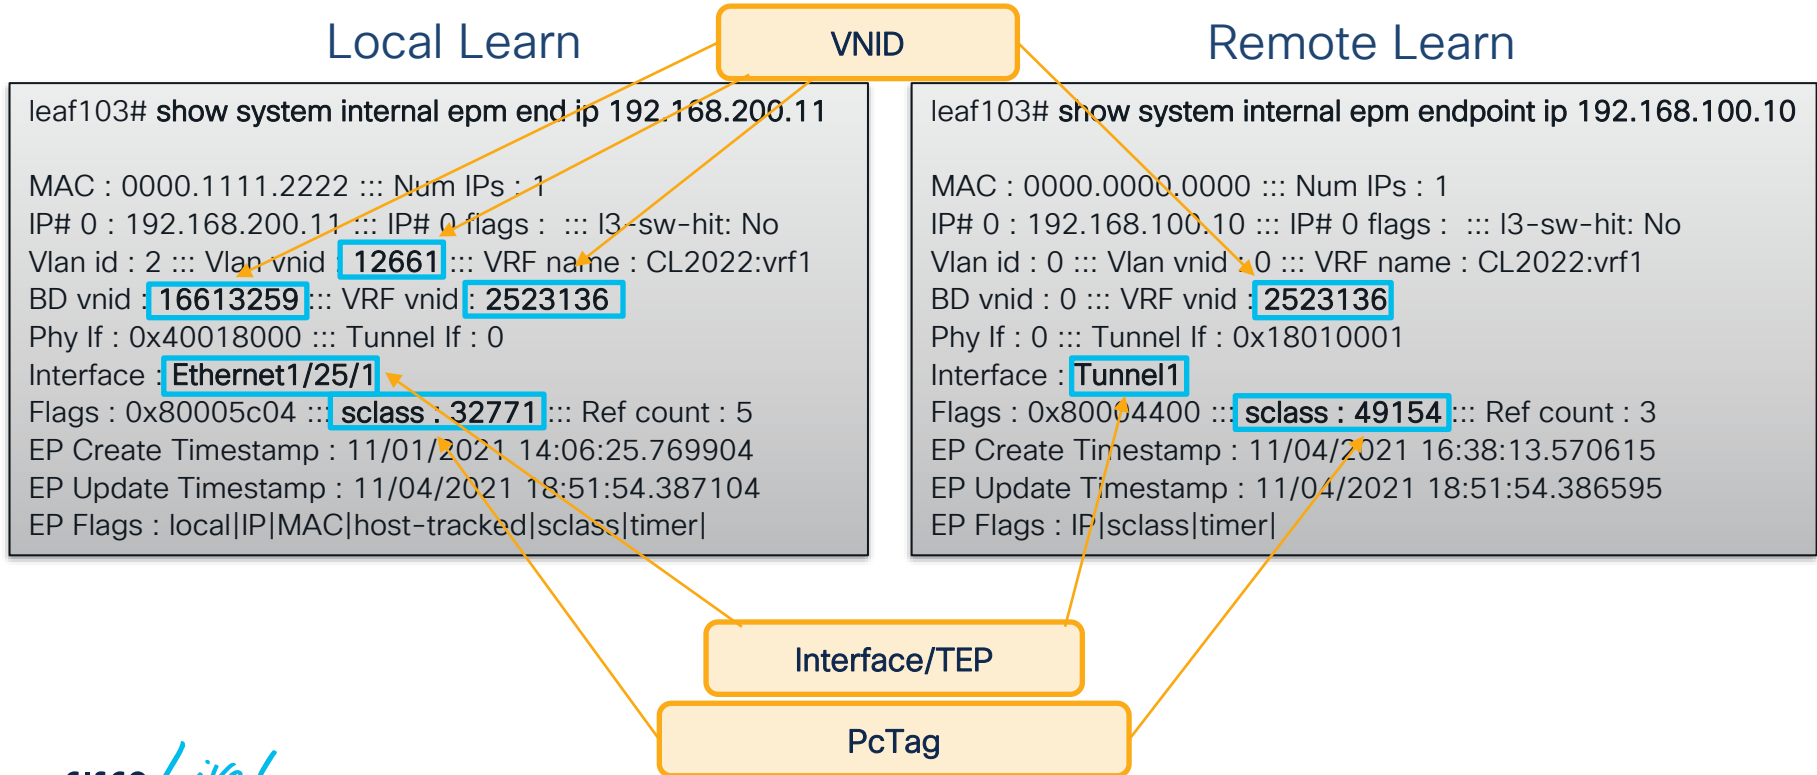 Local Learn
VNID
Remote Learn
leaf103# show system internal epm end ip 192.168.200.11
MAC : 0000.1111.2222 ::: Num IPs : 1
IP# 0 : 192.168.200.11 ::: IP# 0 flags :  ::: l3-sw-hit: No
Vlan id : 2 ::: Vlan vnid : 12661 ::: VRF name : CL2022:vrf1
BD vnid : 16613259 ::: VRF vnid : 2523136
Phy If : 0x40018000 ::: Tunnel If : 0
Interface : Ethernet1/25/1
Flags : 0x80005c04 ::: sclass : 32771 ::: Ref count : 5
EP Create Timestamp : 11/01/2021 14:06:25.769904
EP Update Timestamp : 11/04/2021 18:51:54.387104
EP Flags : local|IP|MAC|host-tracked|sclass|timer|
leaf103# show system internal epm endpoint ip 192.168.100.10
MAC : 0000.0000.0000 ::: Num IPs : 1
IP# 0 : 192.168.100.10 ::: IP# 0 flags :  ::: l3-sw-hit: No
Vlan id : 0 ::: Vlan vnid : 0 ::: VRF name : CL2022:vrf1
BD vnid : 0 ::: VRF vnid : 2523136
Phy If : 0 ::: Tunnel If : 0x18010001
Interface : Tunnel1
Flags : 0x80004400 ::: sclass : 49154 ::: Ref count : 3
EP Create Timestamp : 11/04/2021 16:38:13.570615
EP Update Timestamp : 11/04/2021 18:51:54.386595
EP Flags : IP|sclass|timer|
Interface/TEP
PcTag